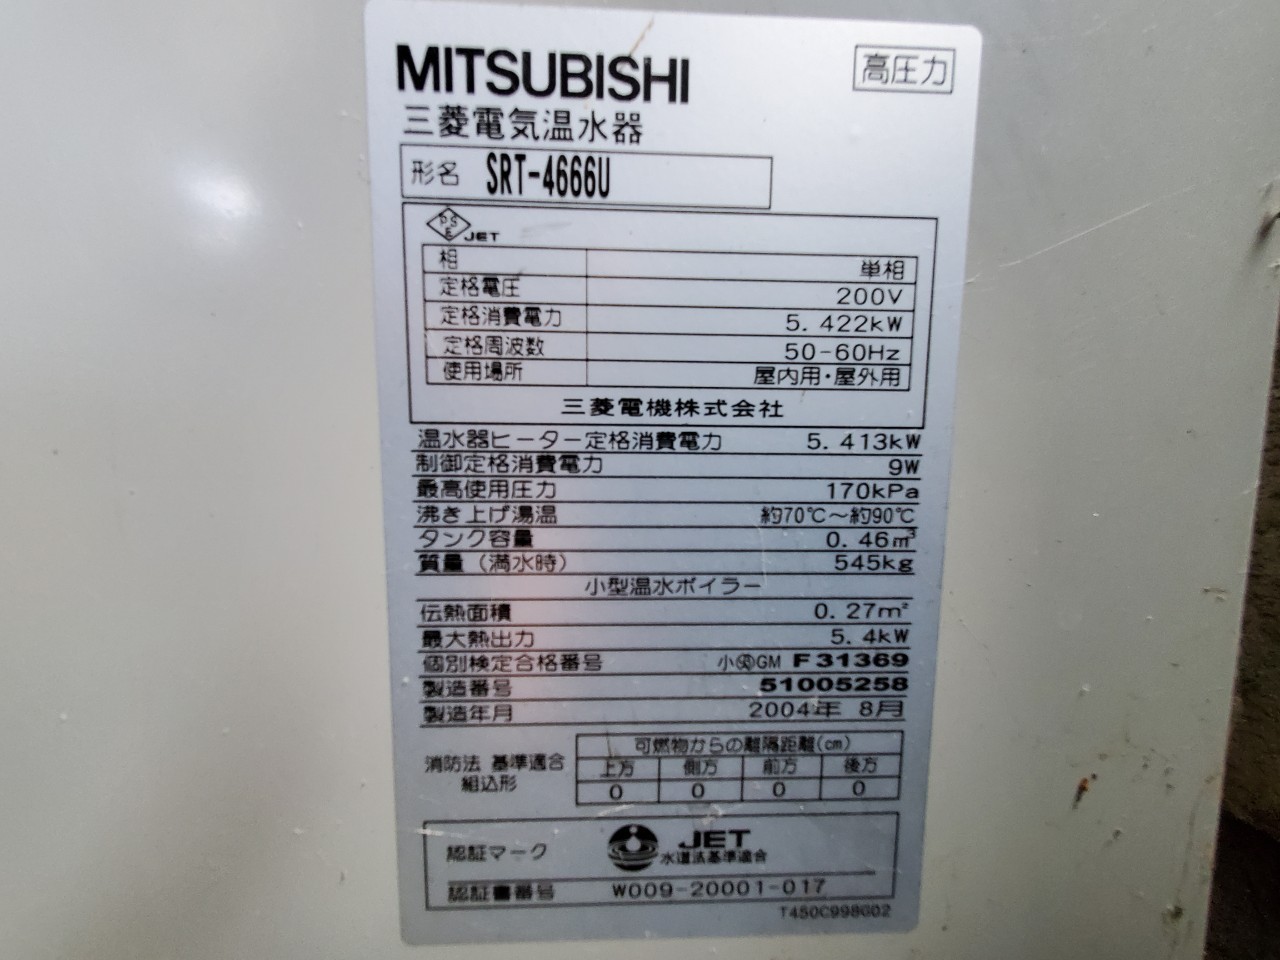 MITSUBISHI 高圧力
三菱電気温水器
形名 SRT-4666U
PSE JET
相 単相
定格電圧 200V
定格消費電力 5.422kW
定格周波数 50-60Hz
使用場所 屋内用・屋外用
三菱電機株式会社
温水器ヒーター定格消費電力 5.413kW
制御定格消費電力 9W
最高使用圧力 170kPa
沸き上げ湯温 約70℃～約90℃
タンク容量 0.46m³
質量（満水時） 545kg
小型温水ボイラー
伝熱面積 0.27m²
最大熱出力 5.4kW
個別検定合格番号 小 GM F31369
製造番号 51005258
製造年月 2004年 8月
可燃物からの離隔距離(cm)
消防法 基準適合 上方 側方 前方 後方
組込形 0 0 0 0
認証マーク JET
水道法基準適合
認証書番号 W009-20001-017
T450C998G02